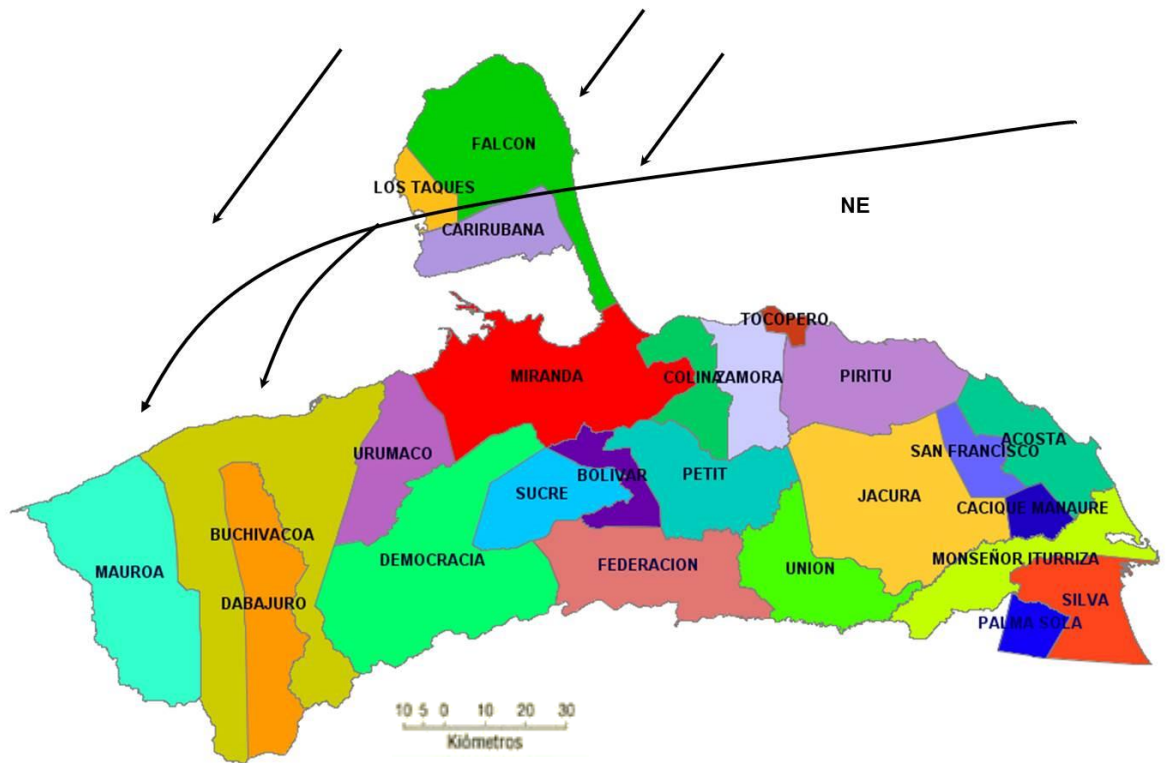 FALCON
LOS TAQUES
NE
CARIRUBANA
TOCOPERO
MIRANDA
COLINA
ZAMORA
PIRITU
URUMACO
ACOSTA
SAN FRANCISCO
BOLIVAR
PETIT
SUCRE
JACURA
CACIQUE MANAURE
BUCHIVACOA
DEMOCRACIA
FEDERACION
UNION
MONSEÑOR ITURRIZA
MAUROA
DABAJURO
SILVA
PALMA SOLA
10 5 0 10 20 30
Kilómetros